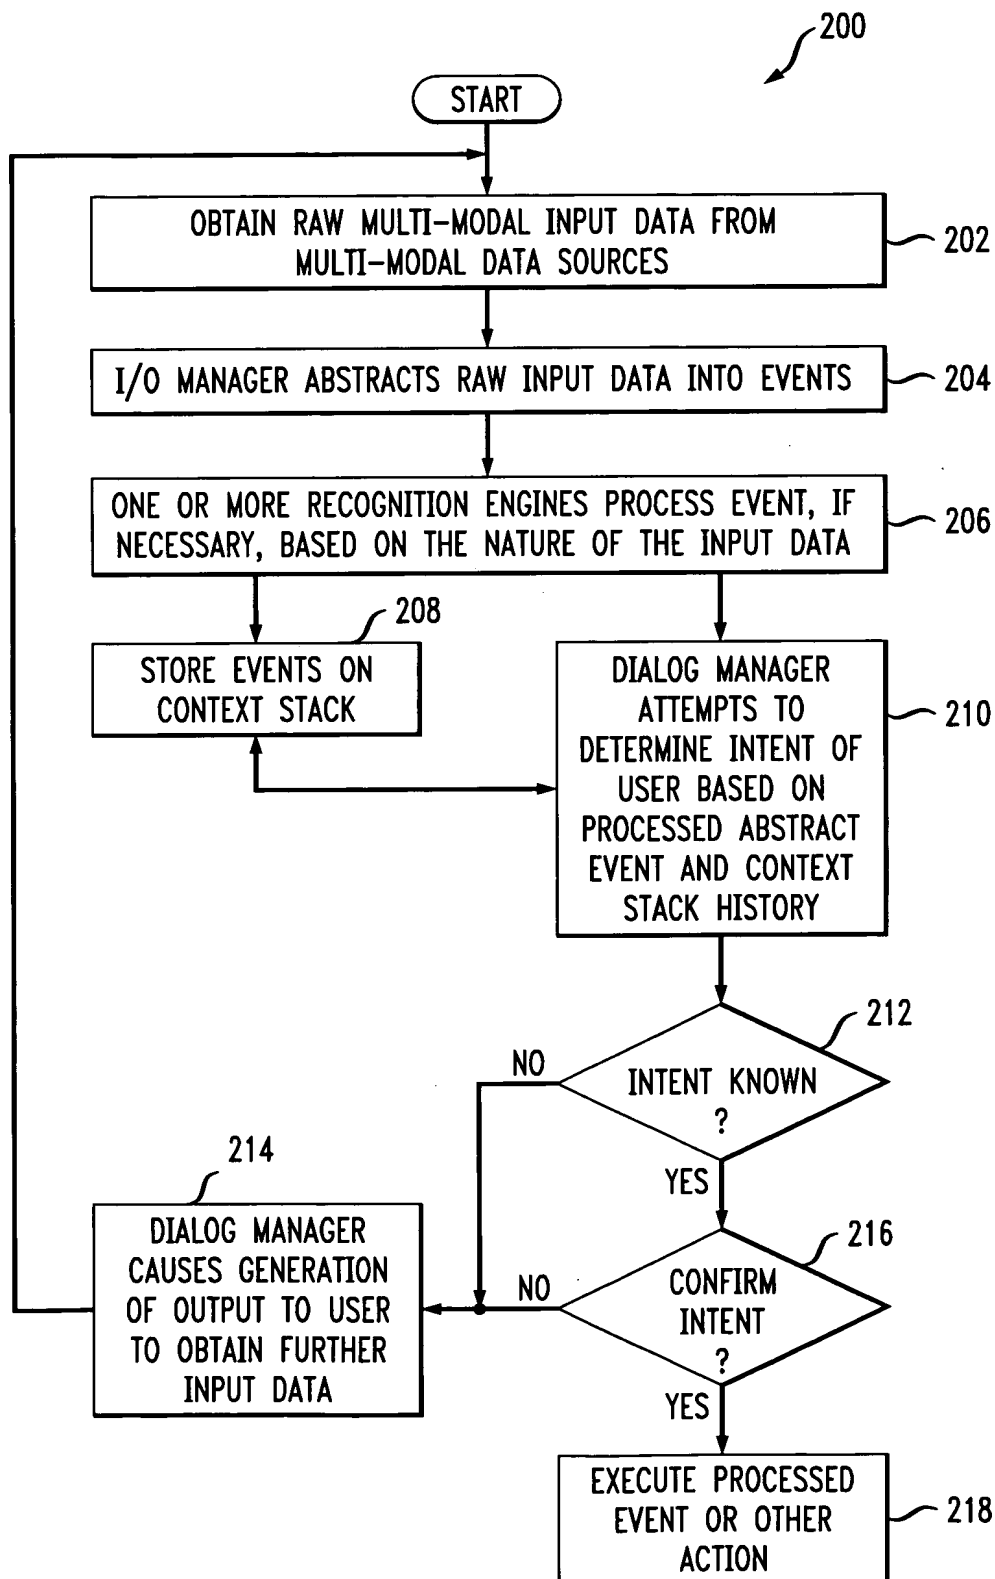 200
START
OBTAIN RAW MULTI-MODAL INPUT DATA FROM
MULTI-MODAL DATA SOURCES
202
I/O MANAGER ABSTRACTS RAW INPUT DATA INTO EVENTS
204
ONE OR MORE RECOGNITION ENGINES PROCESS EVENT, IF
NECESSARY, BASED ON THE NATURE OF THE INPUT DATA
206
208
STORE EVENTS ON
CONTEXT STACK
DIALOG MANAGER
ATTEMPTS TO
DETERMINE INTENT OF
USER BASED ON
PROCESSED ABSTRACT
EVENT AND CONTEXT
STACK HISTORY
210
212
NO
INTENT KNOWN
?
YES
214
DIALOG MANAGER
CAUSES GENERATION
OF OUTPUT TO USER
TO OBTAIN FURTHER
INPUT DATA
216
NO
CONFIRM
INTENT
?
YES
EXECUTE PROCESSED
EVENT OR OTHER
ACTION
218